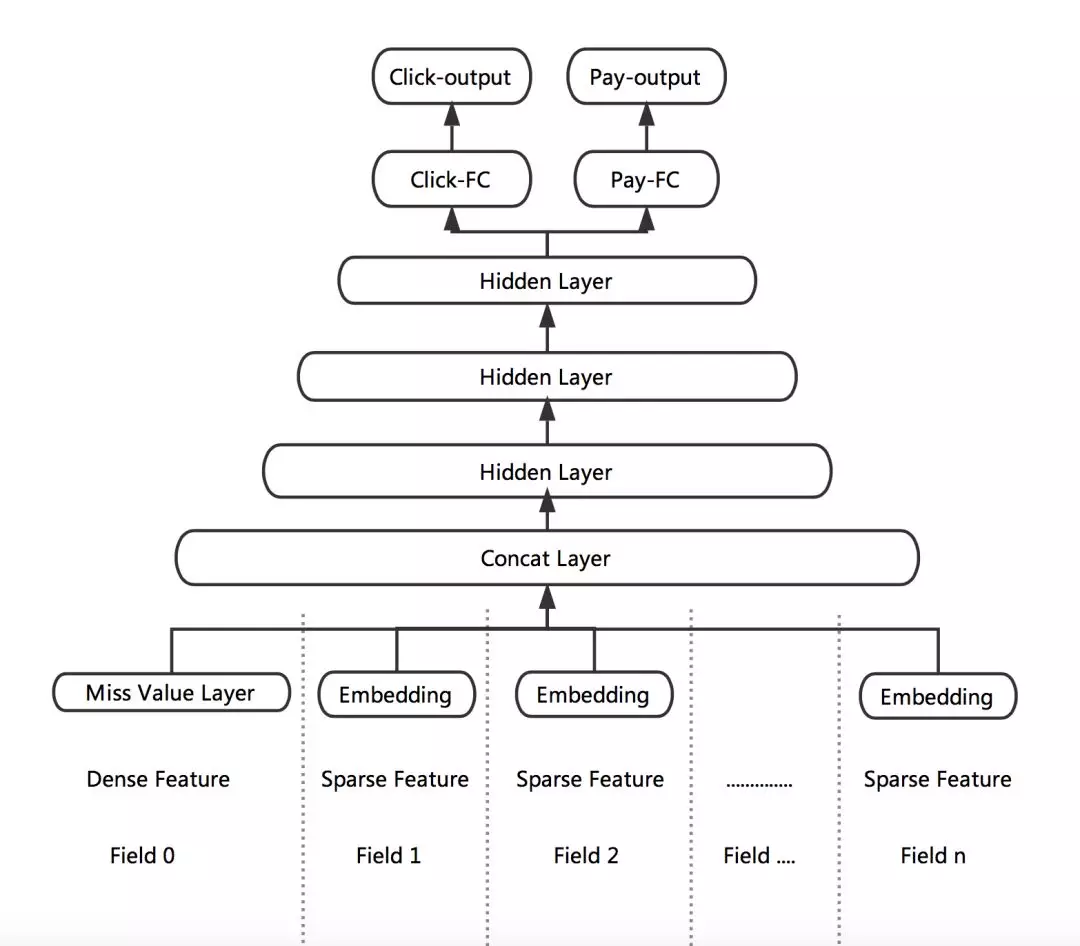 Click-output
Pay-output
Click-FC
Pay-FC
Hidden Layer
Hidden Layer
Hidden Layer
Concat Layer
Miss Value Layer
Embedding
Embedding
Embedding
Dense Feature
Sparse Feature
Sparse Feature
..............
Sparse Feature
Field 0
Field 1
Field 2
Field ....
Field n